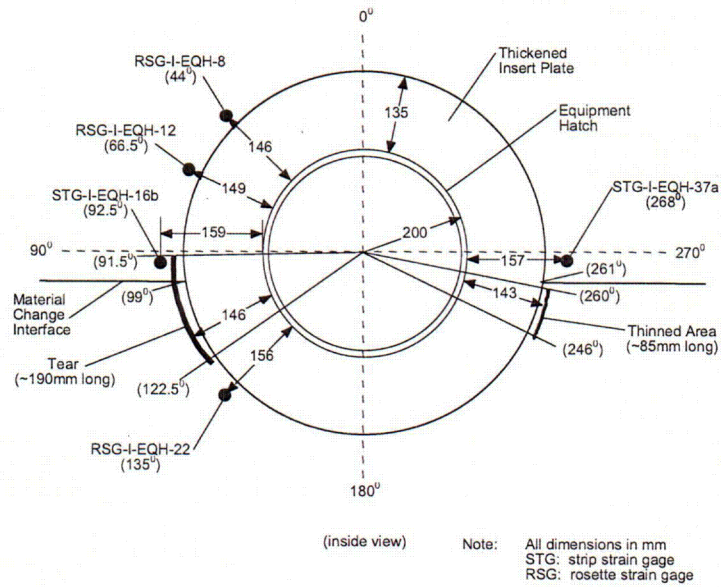 0⁰
RSG-I-EQH-8
(44⁰)
Thickened
Insert Plate
135
Equipment
Hatch
RSG-I-EQH-12
(66.5⁰)
146
149
STG-I-EQH-16b
(92.5⁰)
STG-I-EQH-37a
(268⁰)
200
159
157
90⁰
270⁰
(91.5⁰)
(261⁰)
(99⁰)
(260⁰)
143
Material
Change
Interface
146
Thinned Area
(~85mm long)
(246⁰)
Tear
(~190mm long)
(122.5⁰)
156
RSG-I-EQH-22
(135⁰)
180⁰
(inside view)
Note: All dimensions in mm
STG: strip strain gage
RSG: rosette strain gage